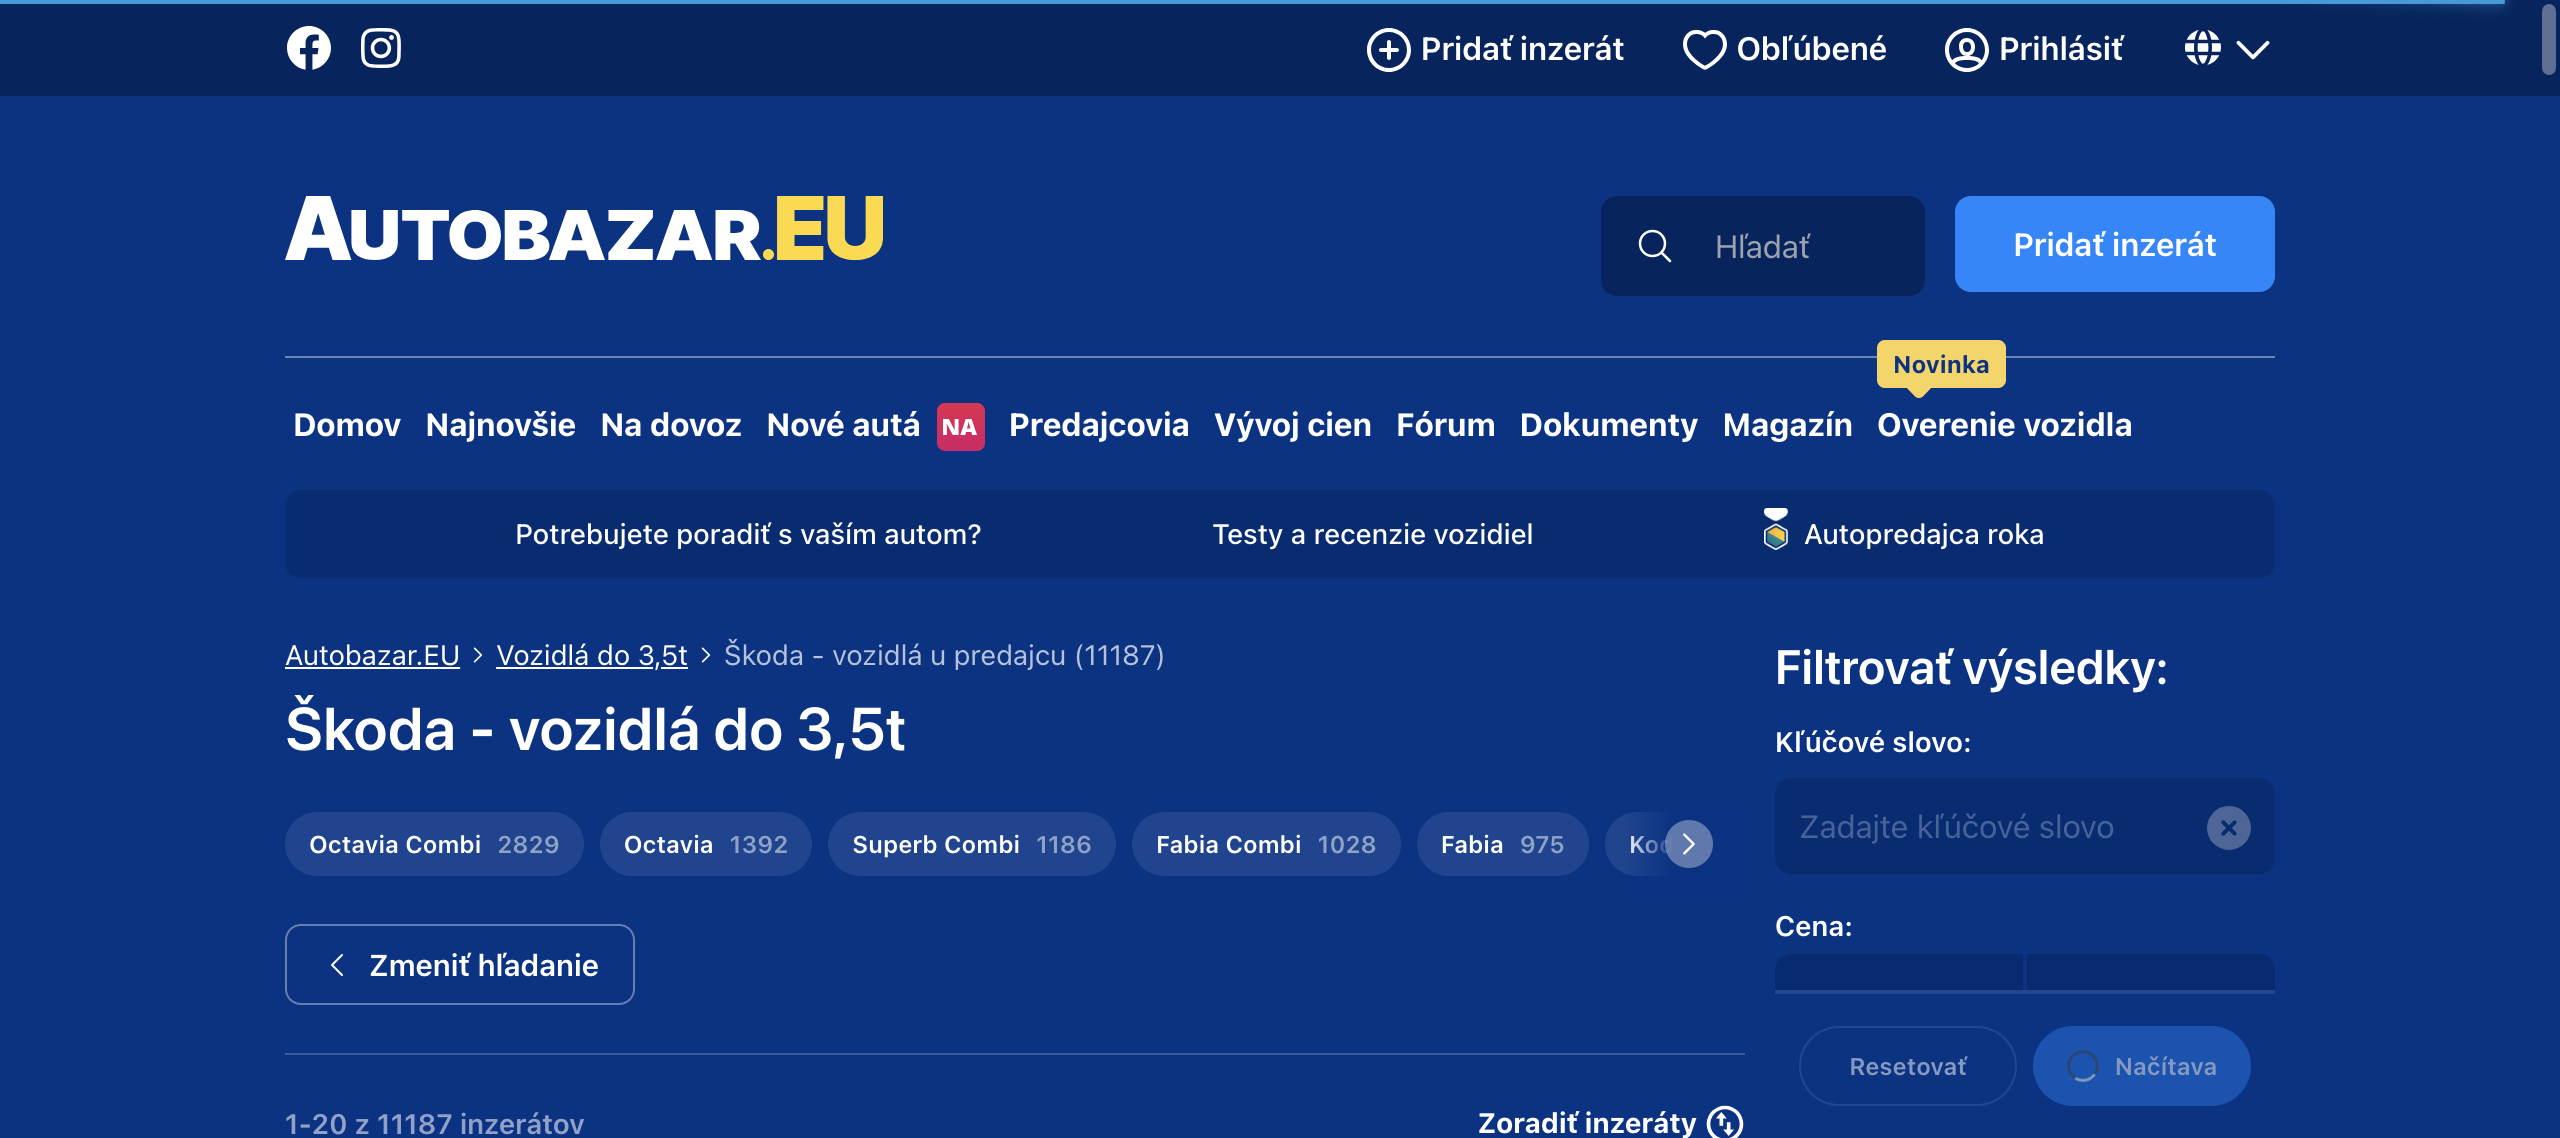 Pridať inzerát Obľúbené Prihlásiť
AUTOBAZAR.EU
Hľadať
Pridať inzerát
Novinka
Domov Najnovšie Na dovoz Nové autá NA Predajcovia Vývoj cien Fórum Dokumenty Magazín Overenie vozidla
Potrebujete poradiť s vaším autom? Testy a recenzie vozidiel Autopredajca roka
Autobazar.EU > Vozidlá do 3,5t > Škoda - vozidlá u predajcu (11187)
Škoda - vozidlá do 3,5t
Octavia Combi 2829 Octavia 1392 Superb Combi 1186 Fabia Combi 1028 Fabia 975
Zmeniť hľadanie
1-20 z 11187 inzerátov
Zoradiť inzeráty
Filtrovať výsledky:
Kľúčové slovo:
Zadajte kľúčové slovo
Cena:
Resetovať Načítava